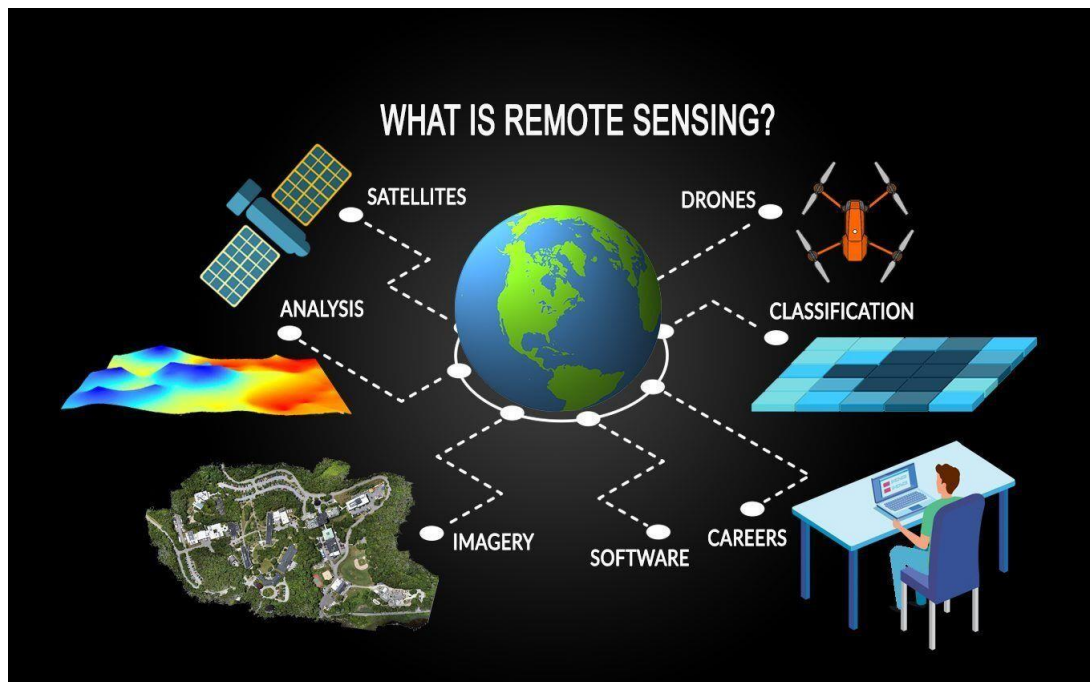 WHAT IS REMOTE SENSING?
SATELLITES
DRONES
ANALYSIS
CLASSIFICATION
IMAGERY
SOFTWARE
CAREERS